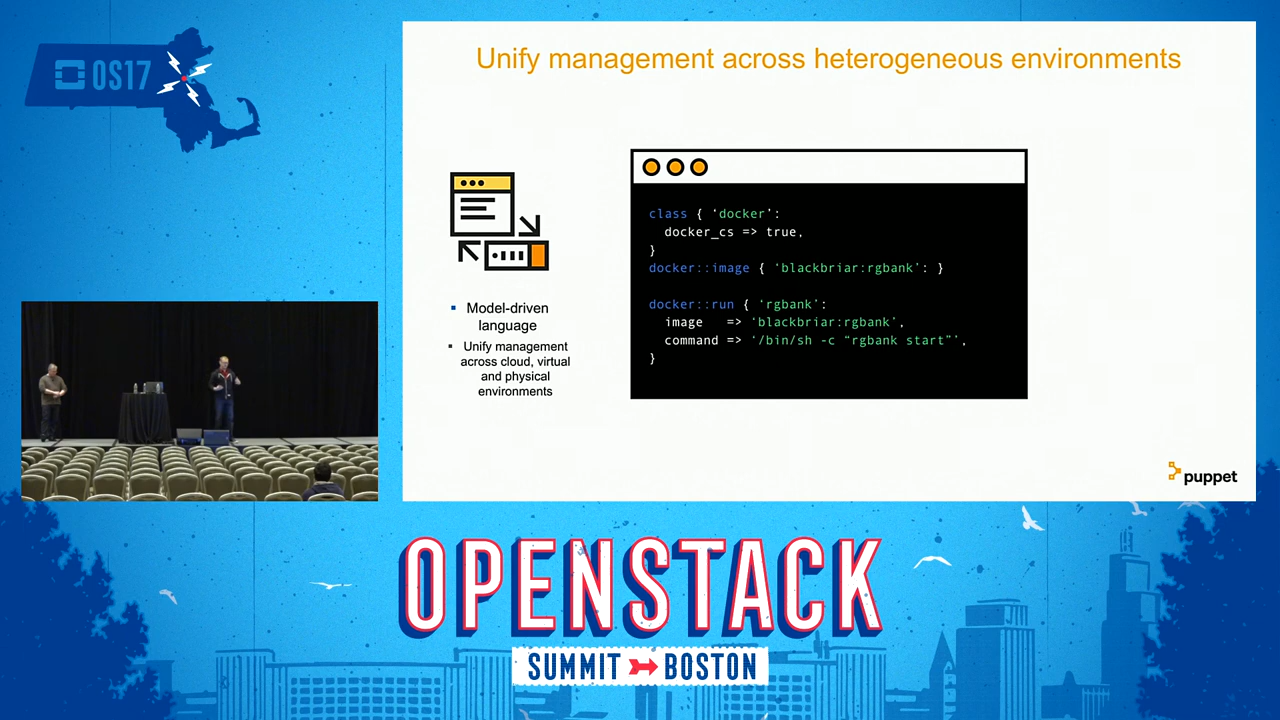 OS17
Unify management across heterogeneous environments
class { ‘docker’:
docker_cs => true,
}
docker::image { ‘blackbriar:rgbank’: }
docker::run { ‘rgbank’:
image => ‘blackbriar:rgbank’,
command => ‘/bin/sh -c “rgbank start”’,
}
▪ Model-driven
language
▪ Unify management
across cloud, virtual
and physical
environments
puppet
OPENSTACK
SUMMIT BOSTON